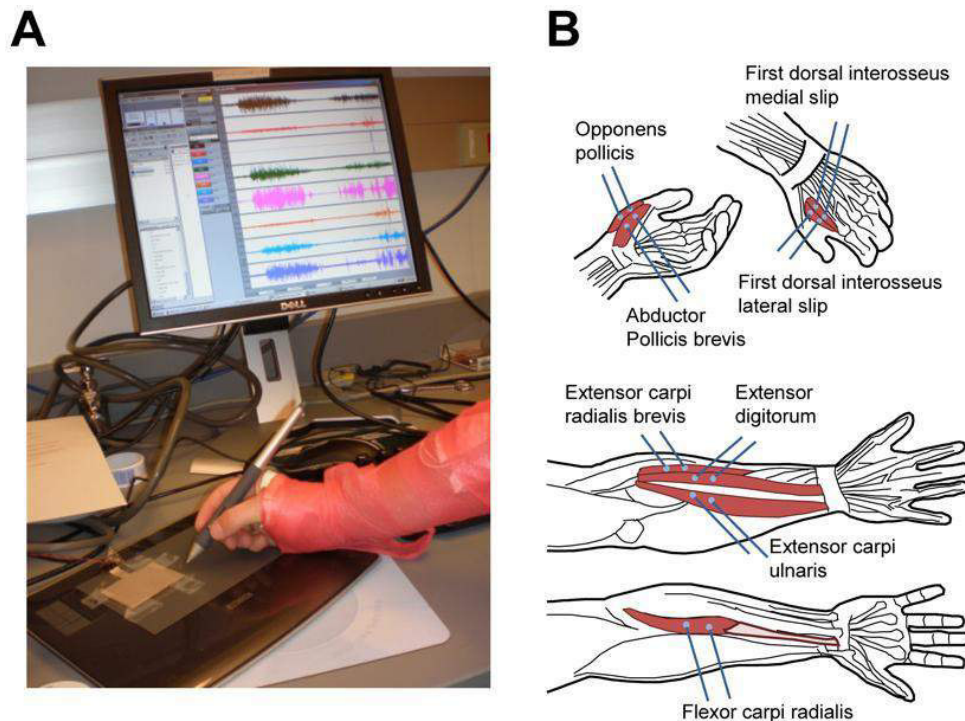 A
B
First dorsal interosseus
medial slip
Opponens
pollicis
First dorsal interosseus
lateral slip
Abductor
Pollicis brevis
Extensor carpi
radialis brevis
Extensor
digitorum
Extensor carpi
ulnaris
Flexor carpi radialis
DELL